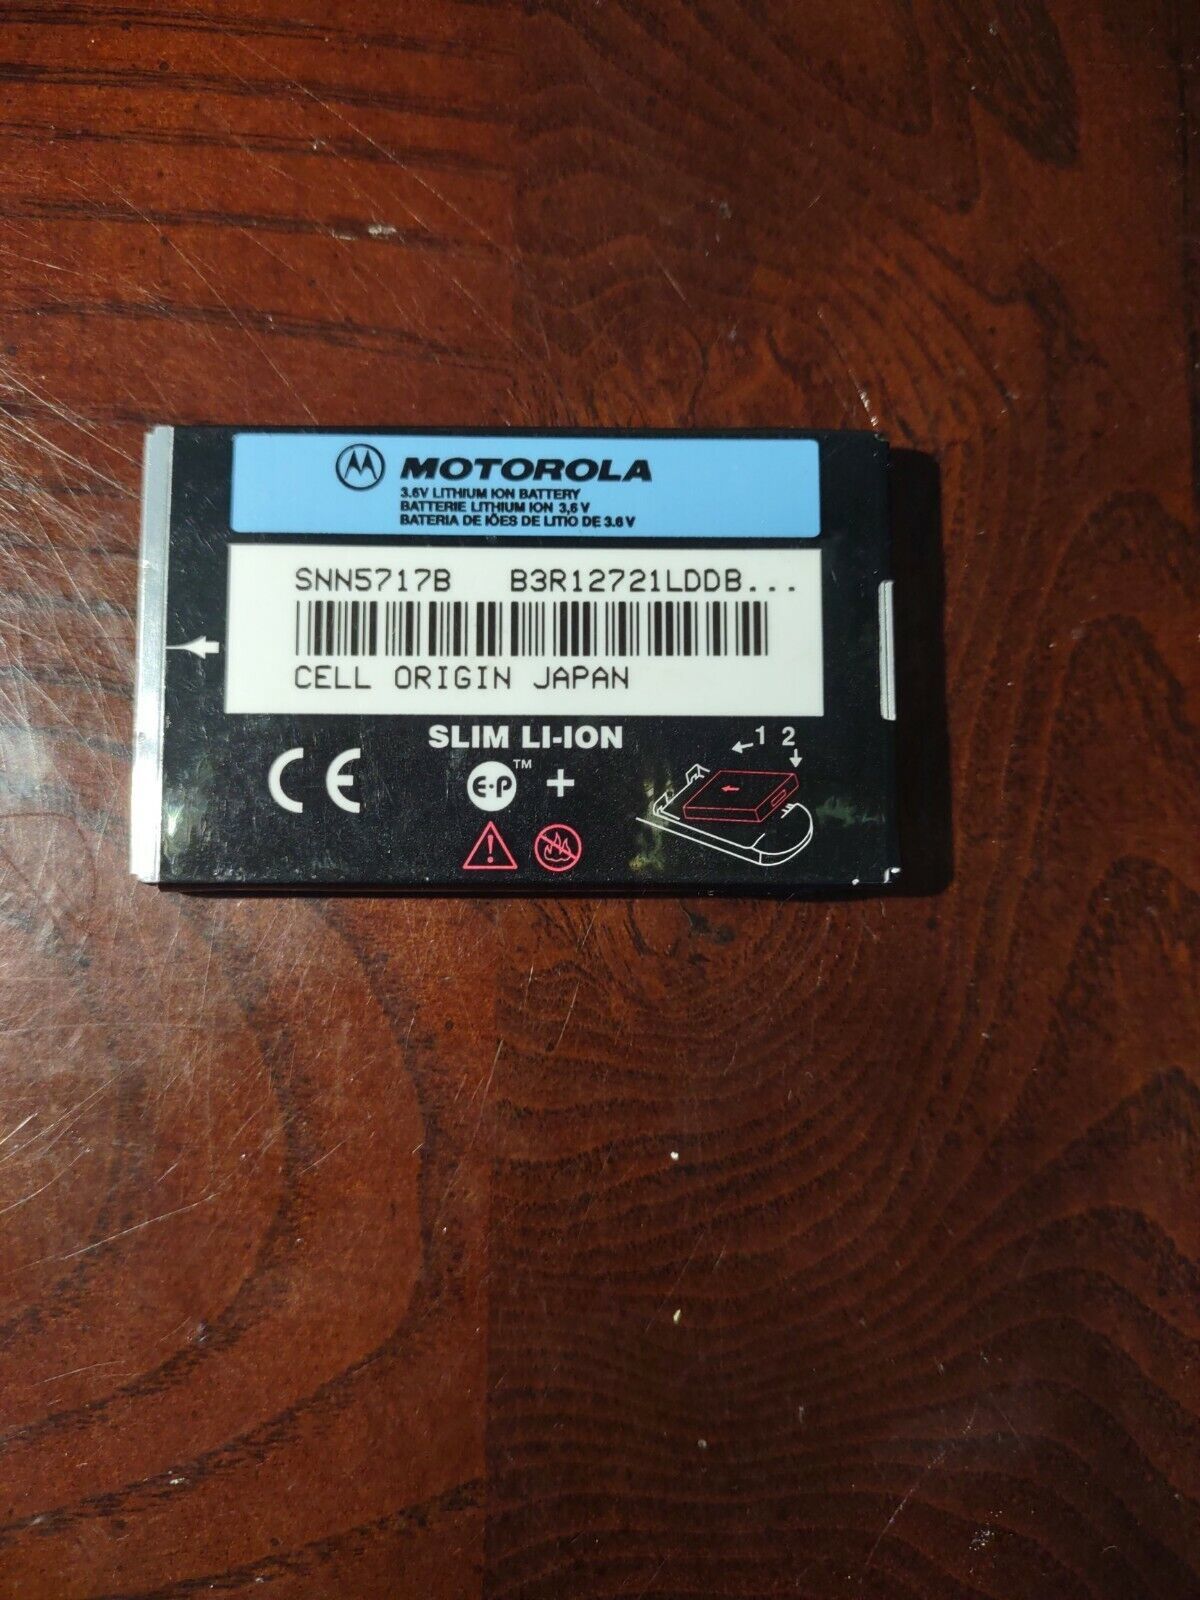 MOTOROLA
3.6V LITHIUM ION BATTERY
BATTERIE LITHIUM ION 3,6 V
BATERIA DE IÕES DE LITIO DE 3.6 V
SNN5717B B3R12721LDDB...
CELL ORIGIN JAPAN
SLIM LI-ION
1 2
CE E·P™ +